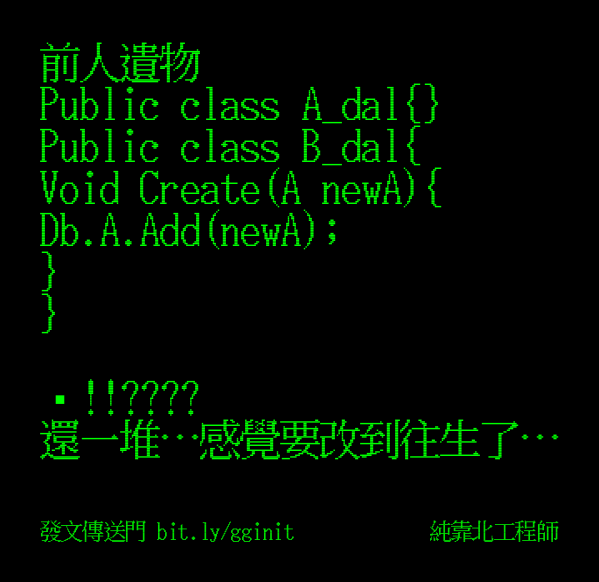 前人遺物
Public class A_dal{}
Public class B_dal{
Void Create(A newA){
Db.A.Add(newA);
}
}
．!!????
還一堆…感覺要改到往生了…
發文傳送門 bit.ly/gginit
純靠北工程師